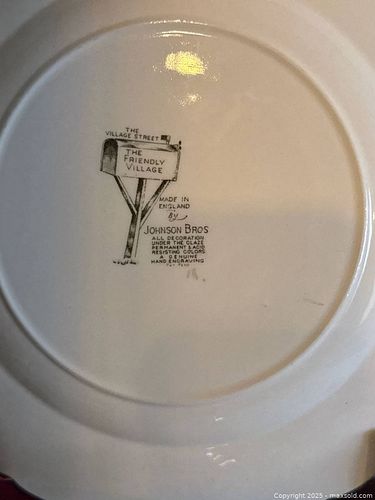 THE
VILLAGE STREET
THE
FRIENDLY
VILLAGE
MADE IN
ENGLAND
By
JOHNSON BROS
ALL DECORATION
UNDER THE GLAZE
PERMANENT & ACID
RESISTING COLORS
A GENUINE
HAND ENGRAVING
Copyright 2025 - maxsold.com